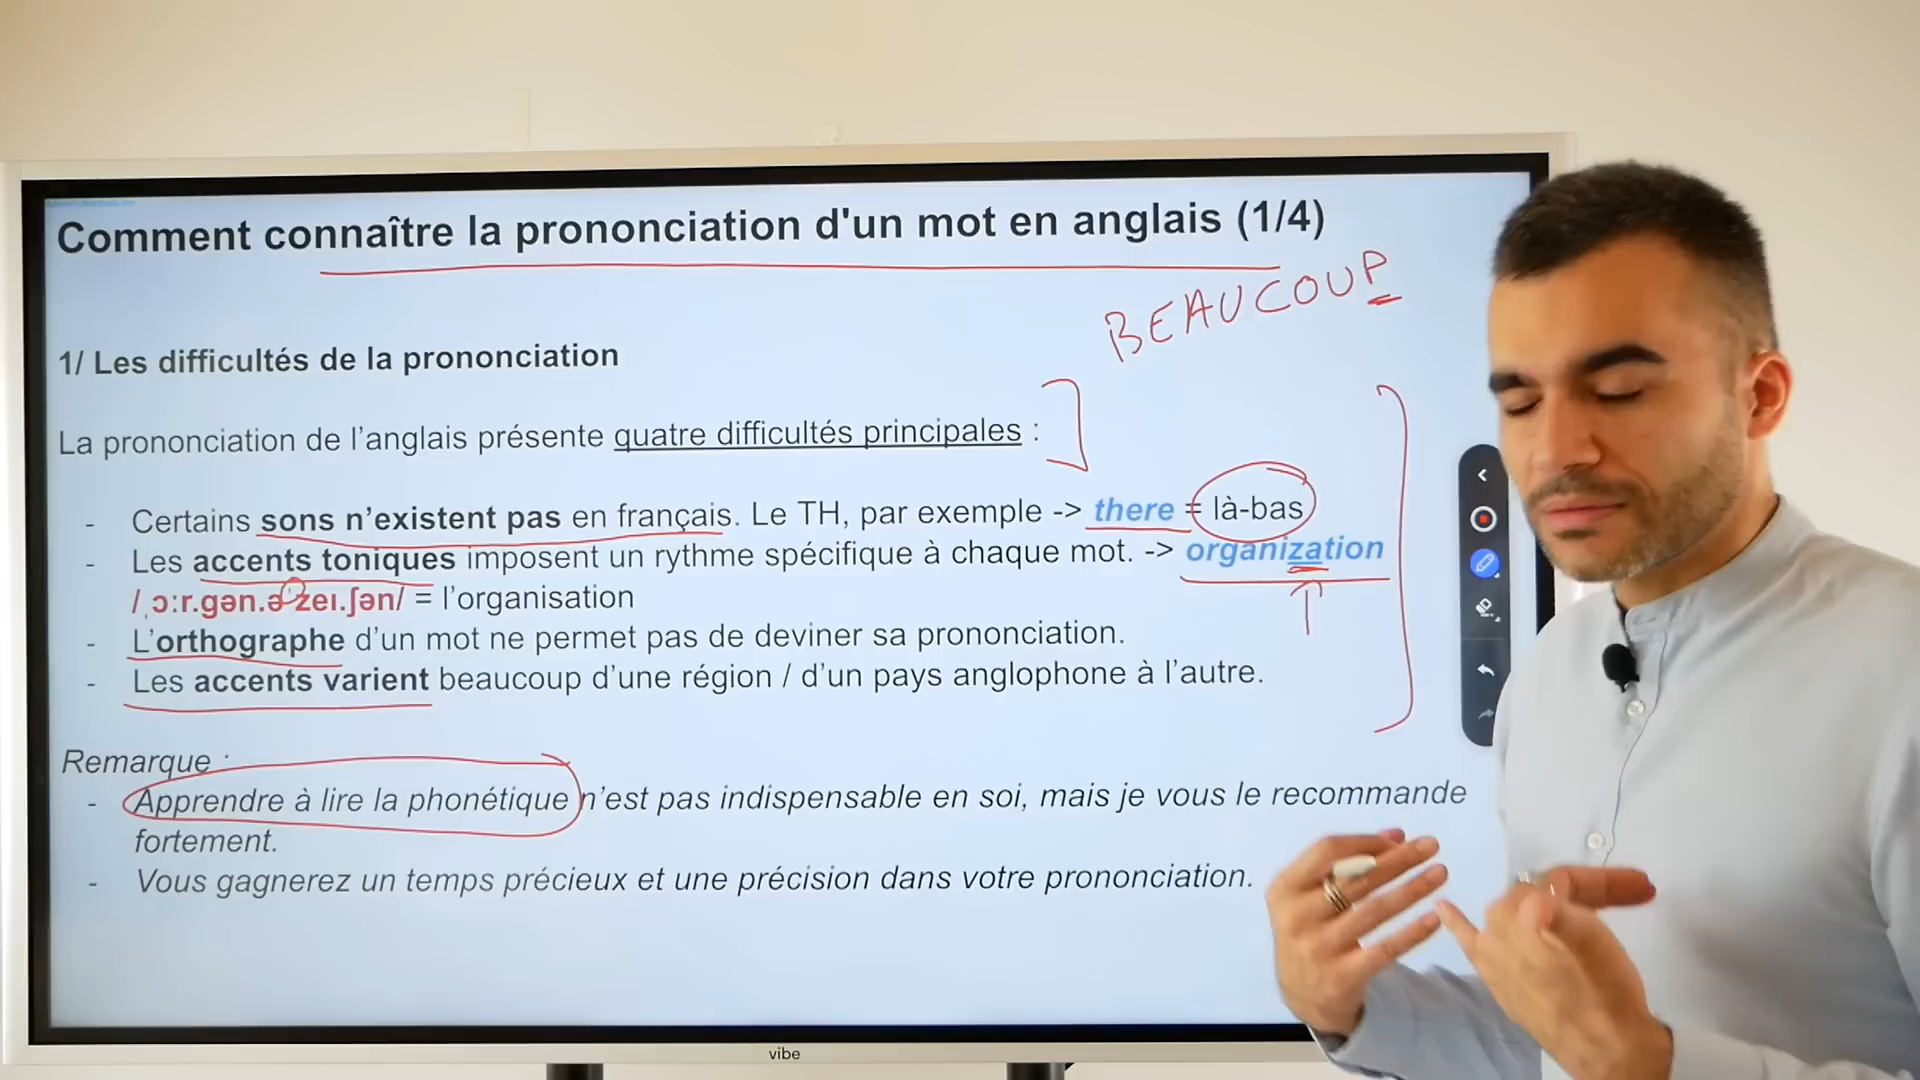 Comment connaître la prononciation d'un mot en anglais (1/4)
BEAUCOUP
1/ Les difficultés de la prononciation
La prononciation de l'anglais présente quatre difficultés principales :
- Certains sons n'existent pas en français. Le TH, par exemple -> there = là-bas
- Les accents toniques imposent un rythme spécifique à chaque mot. -> organization
/ˌɔːr.ɡən.əˈzeɪ.ʃən/ = l'organisation
- L'orthographe d'un mot ne permet pas de deviner sa prononciation.
- Les accents varient beaucoup d'une région / d'un pays anglophone à l'autre.
Remarque :
- Apprendre à lire la phonétique n'est pas indispensable en soi, mais je vous le recommande
fortement.
- Vous gagnerez un temps précieux et une précision dans votre prononciation.
vibe